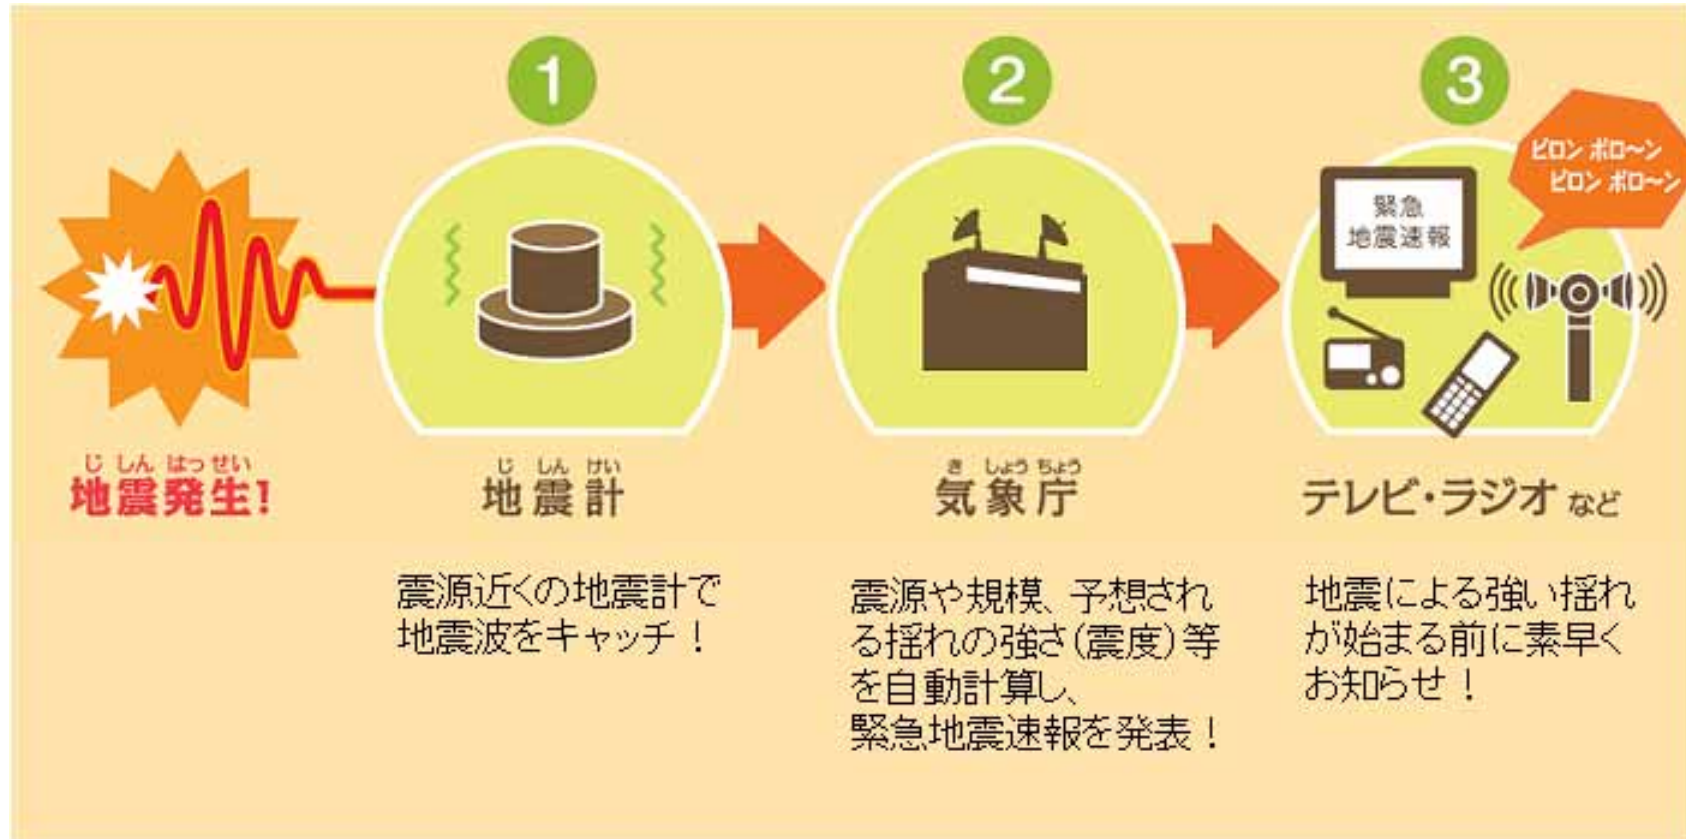 1
2
3
ピロン ポロ〜ン
ピロン ポロ〜ン
緊急
地震速報
じ しん はっ せい
地震発生!
じ しん けい
地震計
き しょう ちょう
気象庁
テレビ・ラジオ など
震源近くの地震計で
地震波をキャッチ！
震源や規模、予想され
る揺れの強さ(震度)等
を自動計算し、
緊急地震速報を発表！
地震による強い揺れ
が始まる前に素早く
お知らせ！